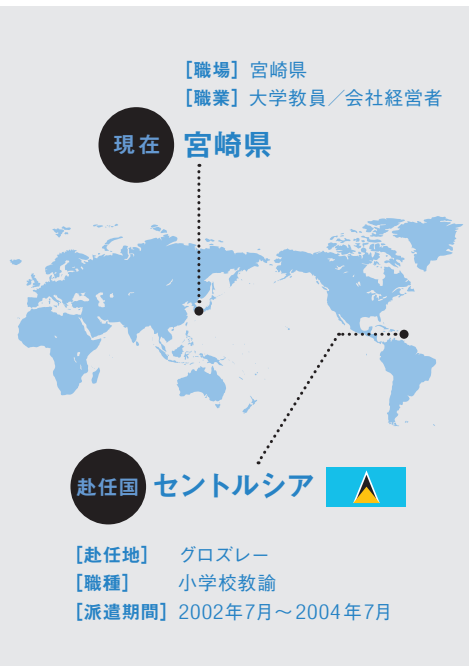 [職場] 宮崎県
[職業] 大学教員／会社経営者
現在 宮崎県
赴任国 セントルシア
[赴任地] グロズレー
[職種] 小学校教諭
[派遣期間] 2002年7月〜2004年7月